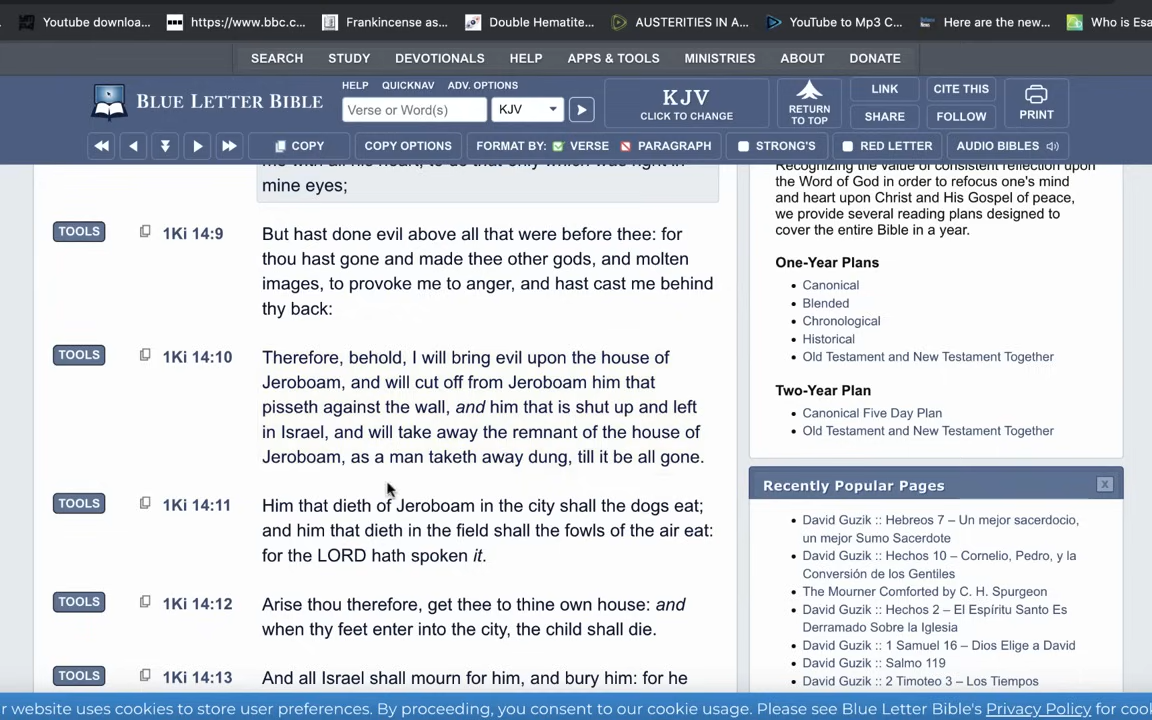 Youtube downloa...
https://www.bbc.c...
Frankincense as...
Double Hematite...
AUSTERITIES IN A...
YouTube to Mp3 C...
Here are the new...
Who is Esa
SEARCH STUDY DEVOTIONALS HELP APPS & TOOLS MINISTRIES ABOUT DONATE
BLUE LETTER BIBLE
HELP QUICKNAV ADV. OPTIONS
Verse or Word(s) KJV
KJV
CLICK TO CHANGE
RETURN
TO TOP
LINK
CITE THIS
SHARE
FOLLOW
PRINT
COPY COPY OPTIONS FORMAT BY: VERSE PARAGRAPH STRONG'S RED LETTER AUDIO BIBLES
me with all his heart, to do that only which was right in
mine eyes;
TOOLS 1Ki 14:9 But hast done evil above all that were before thee: for
thou hast gone and made thee other gods, and molten
images, to provoke me to anger, and hast cast me behind
thy back:
TOOLS 1Ki 14:10 Therefore, behold, I will bring evil upon the house of
Jeroboam, and will cut off from Jeroboam him that
pisseth against the wall, and him that is shut up and left
in Israel, and will take away the remnant of the house of
Jeroboam, as a man taketh away dung, till it be all gone.
TOOLS 1Ki 14:11 Him that dieth of Jeroboam in the city shall the dogs eat;
and him that dieth in the field shall the fowls of the air eat:
for the LORD hath spoken it.
TOOLS 1Ki 14:12 Arise thou therefore, get thee to thine own house: and
when thy feet enter into the city, the child shall die.
TOOLS 1Ki 14:13 And all Israel shall mourn for him, and bury him: for he
Recognizing the value of consistent reflection upon
the Word of God in order to refocus one's mind
and heart upon Christ and His Gospel of peace,
we provide several reading plans designed to
cover the entire Bible in a year.
One-Year Plans
Canonical
Blended
Chronological
Historical
Old Testament and New Testament Together
Two-Year Plan
Canonical Five Day Plan
Old Testament and New Testament Together
Recently Popular Pages x
David Guzik :: Hebreos 7 – Un mejor sacerdocio,
un mejor Sumo Sacerdote
David Guzik :: Hechos 10 – Cornelio, Pedro, y la
Conversión de los Gentiles
The Mourner Comforted by C. H. Spurgeon
David Guzik :: Hechos 2 – El Espíritu Santo Es
Derramado Sobre la Iglesia
David Guzik :: 1 Samuel 16 – Dios Elige a David
David Guzik :: Salmo 119
David Guzik :: 2 Timoteo 3 – Los Tiempos
r website uses cookies to store user preferences. By proceeding, you consent to our cookie usage. Please see Blue Letter Bible's Privacy Policy for cook